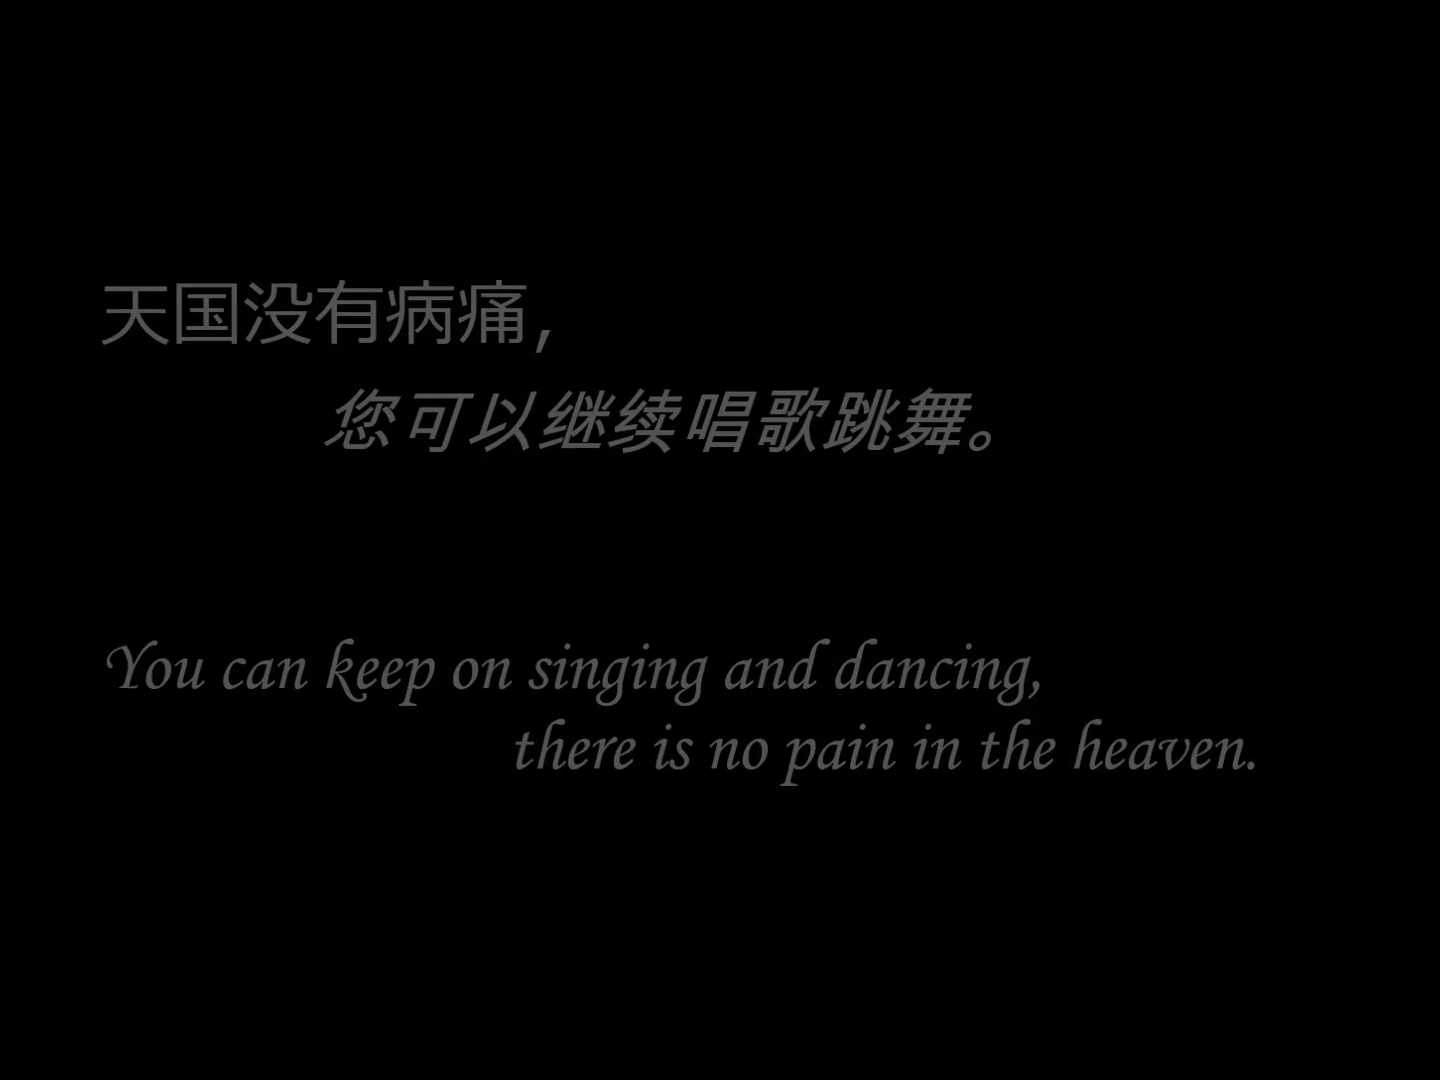 天国没有病痛，
您可以继续唱歌跳舞。
You can keep on singing and dancing,
there is no pain in the heaven.